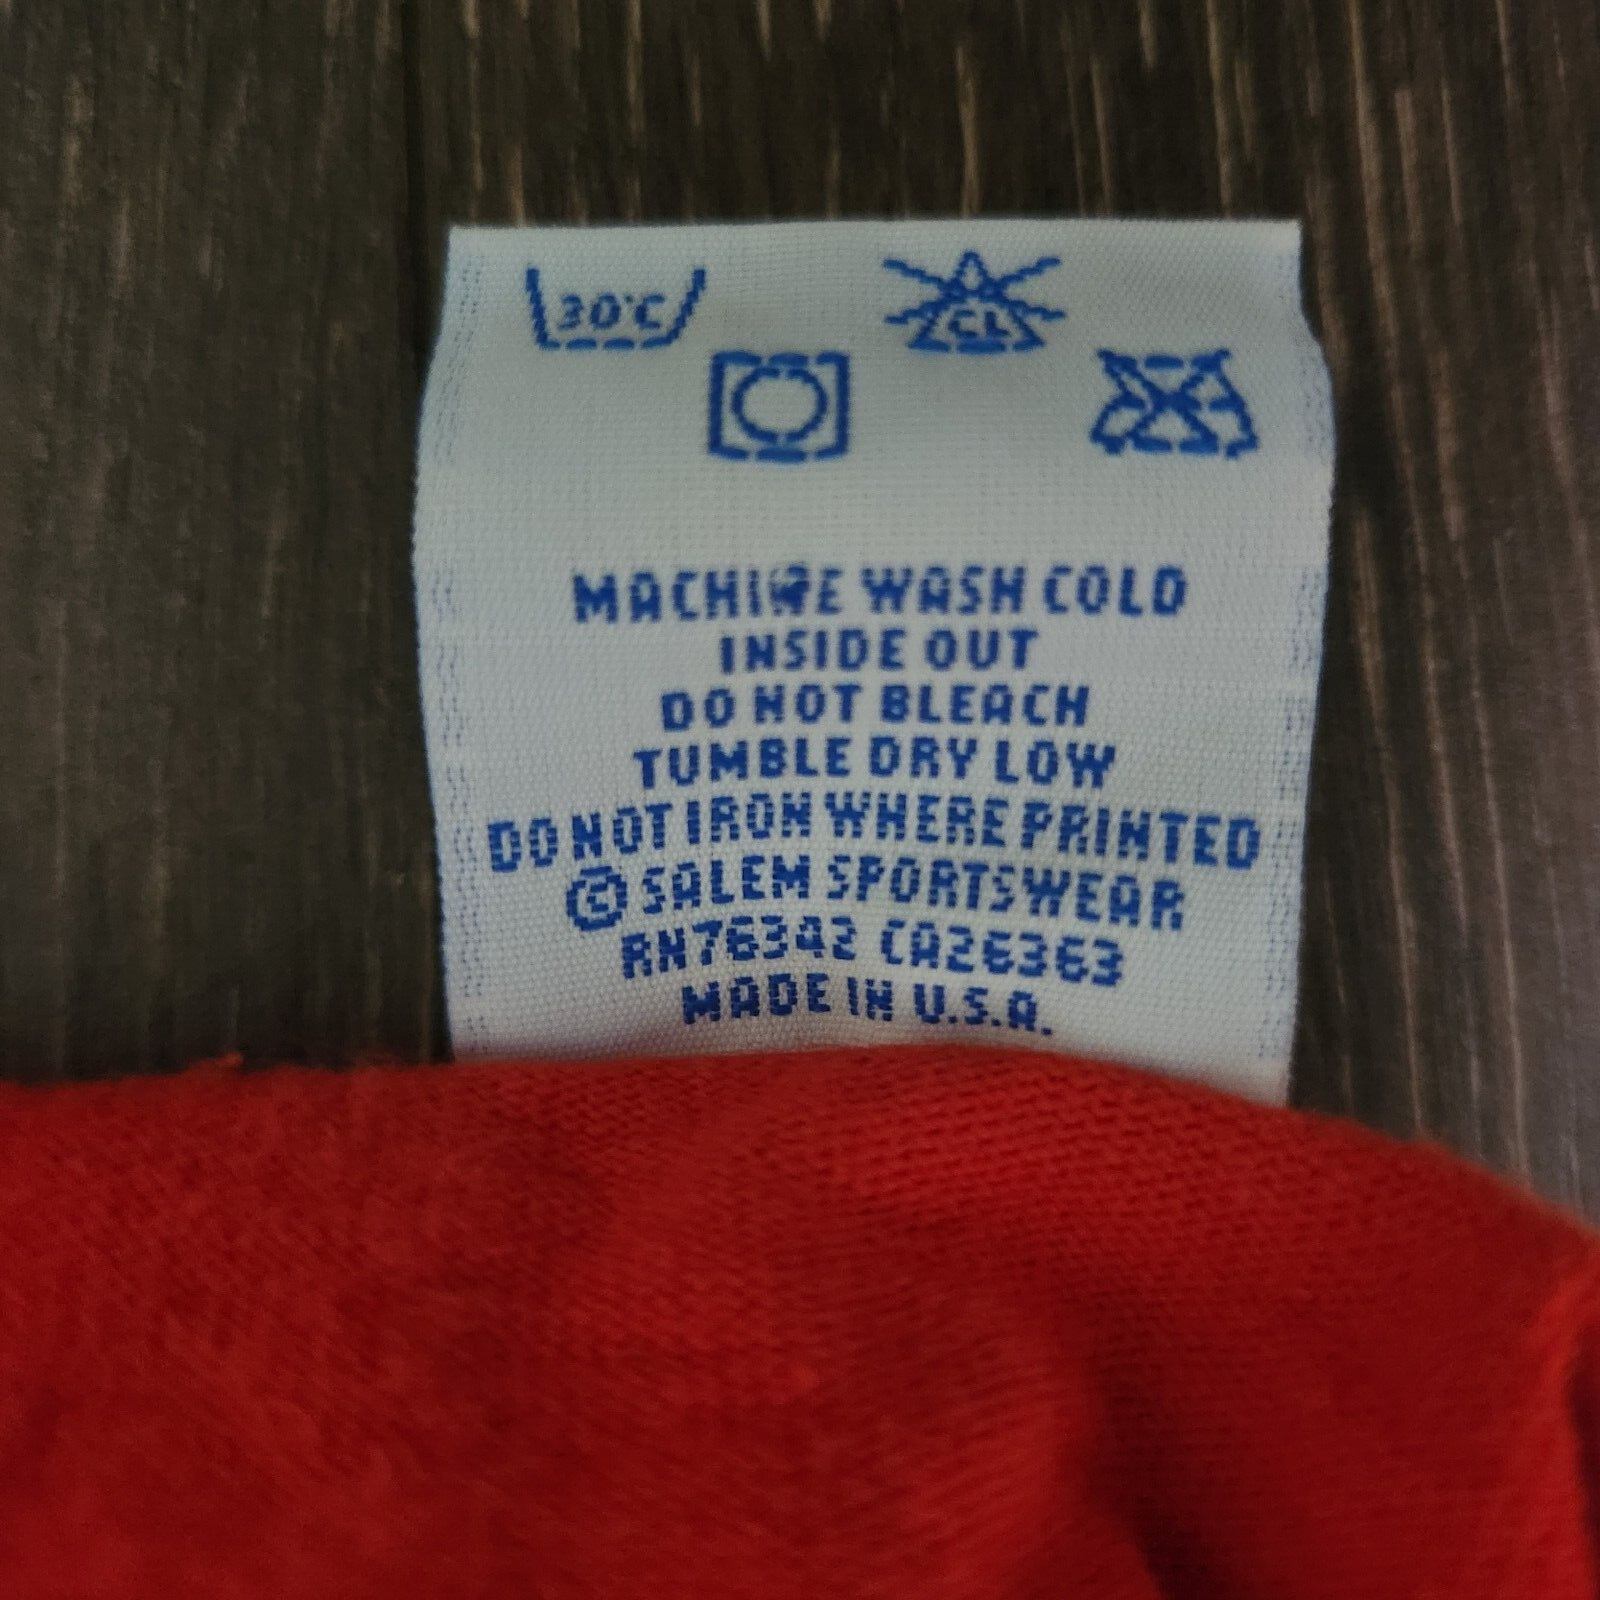 30°C
CL
MACHINE WASH COLD
INSIDE OUT
DO NOT BLEACH
TUMBLE DRY LOW
DO NOT IRON WHERE PRINTED
© SALEM SPORTSWEAR
RN76342 CA26363
MADE IN U.S.A.